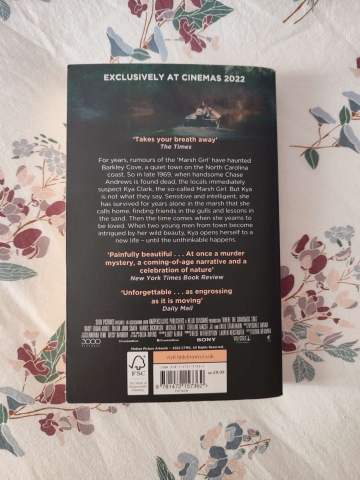 EXCLUSIVELY AT CINEMAS 2022
‘Takes your breath away’
The Times
For years, rumours of the ‘Marsh Girl’ have haunted
Barkley Cove, a quiet town on the North Carolina
coast. So in late 1969, when handsome Chase
Andrews is found dead, the locals immediately
suspect Kya Clark, the so-called Marsh Girl. But Kya
is not what they say. Sensitive and intelligent, she
has survived for years alone in the marsh that she
calls home, finding friends in the gulls and lessons in
the sand. Then the time comes when she yearns to
be loved. When two young men from town become
intrigued by her wild beauty, Kya opens herself to a
new life – until the unthinkable happens.
‘Painfully beautiful . . . At once a murder
mystery, a coming-of-age narrative and a
celebration of nature’
New York Times Book Review
‘Unforgettable . . . as engrossing
as it is moving’
Daily Mail
3000
SONY
FSC
£9.99
9 781472 157362